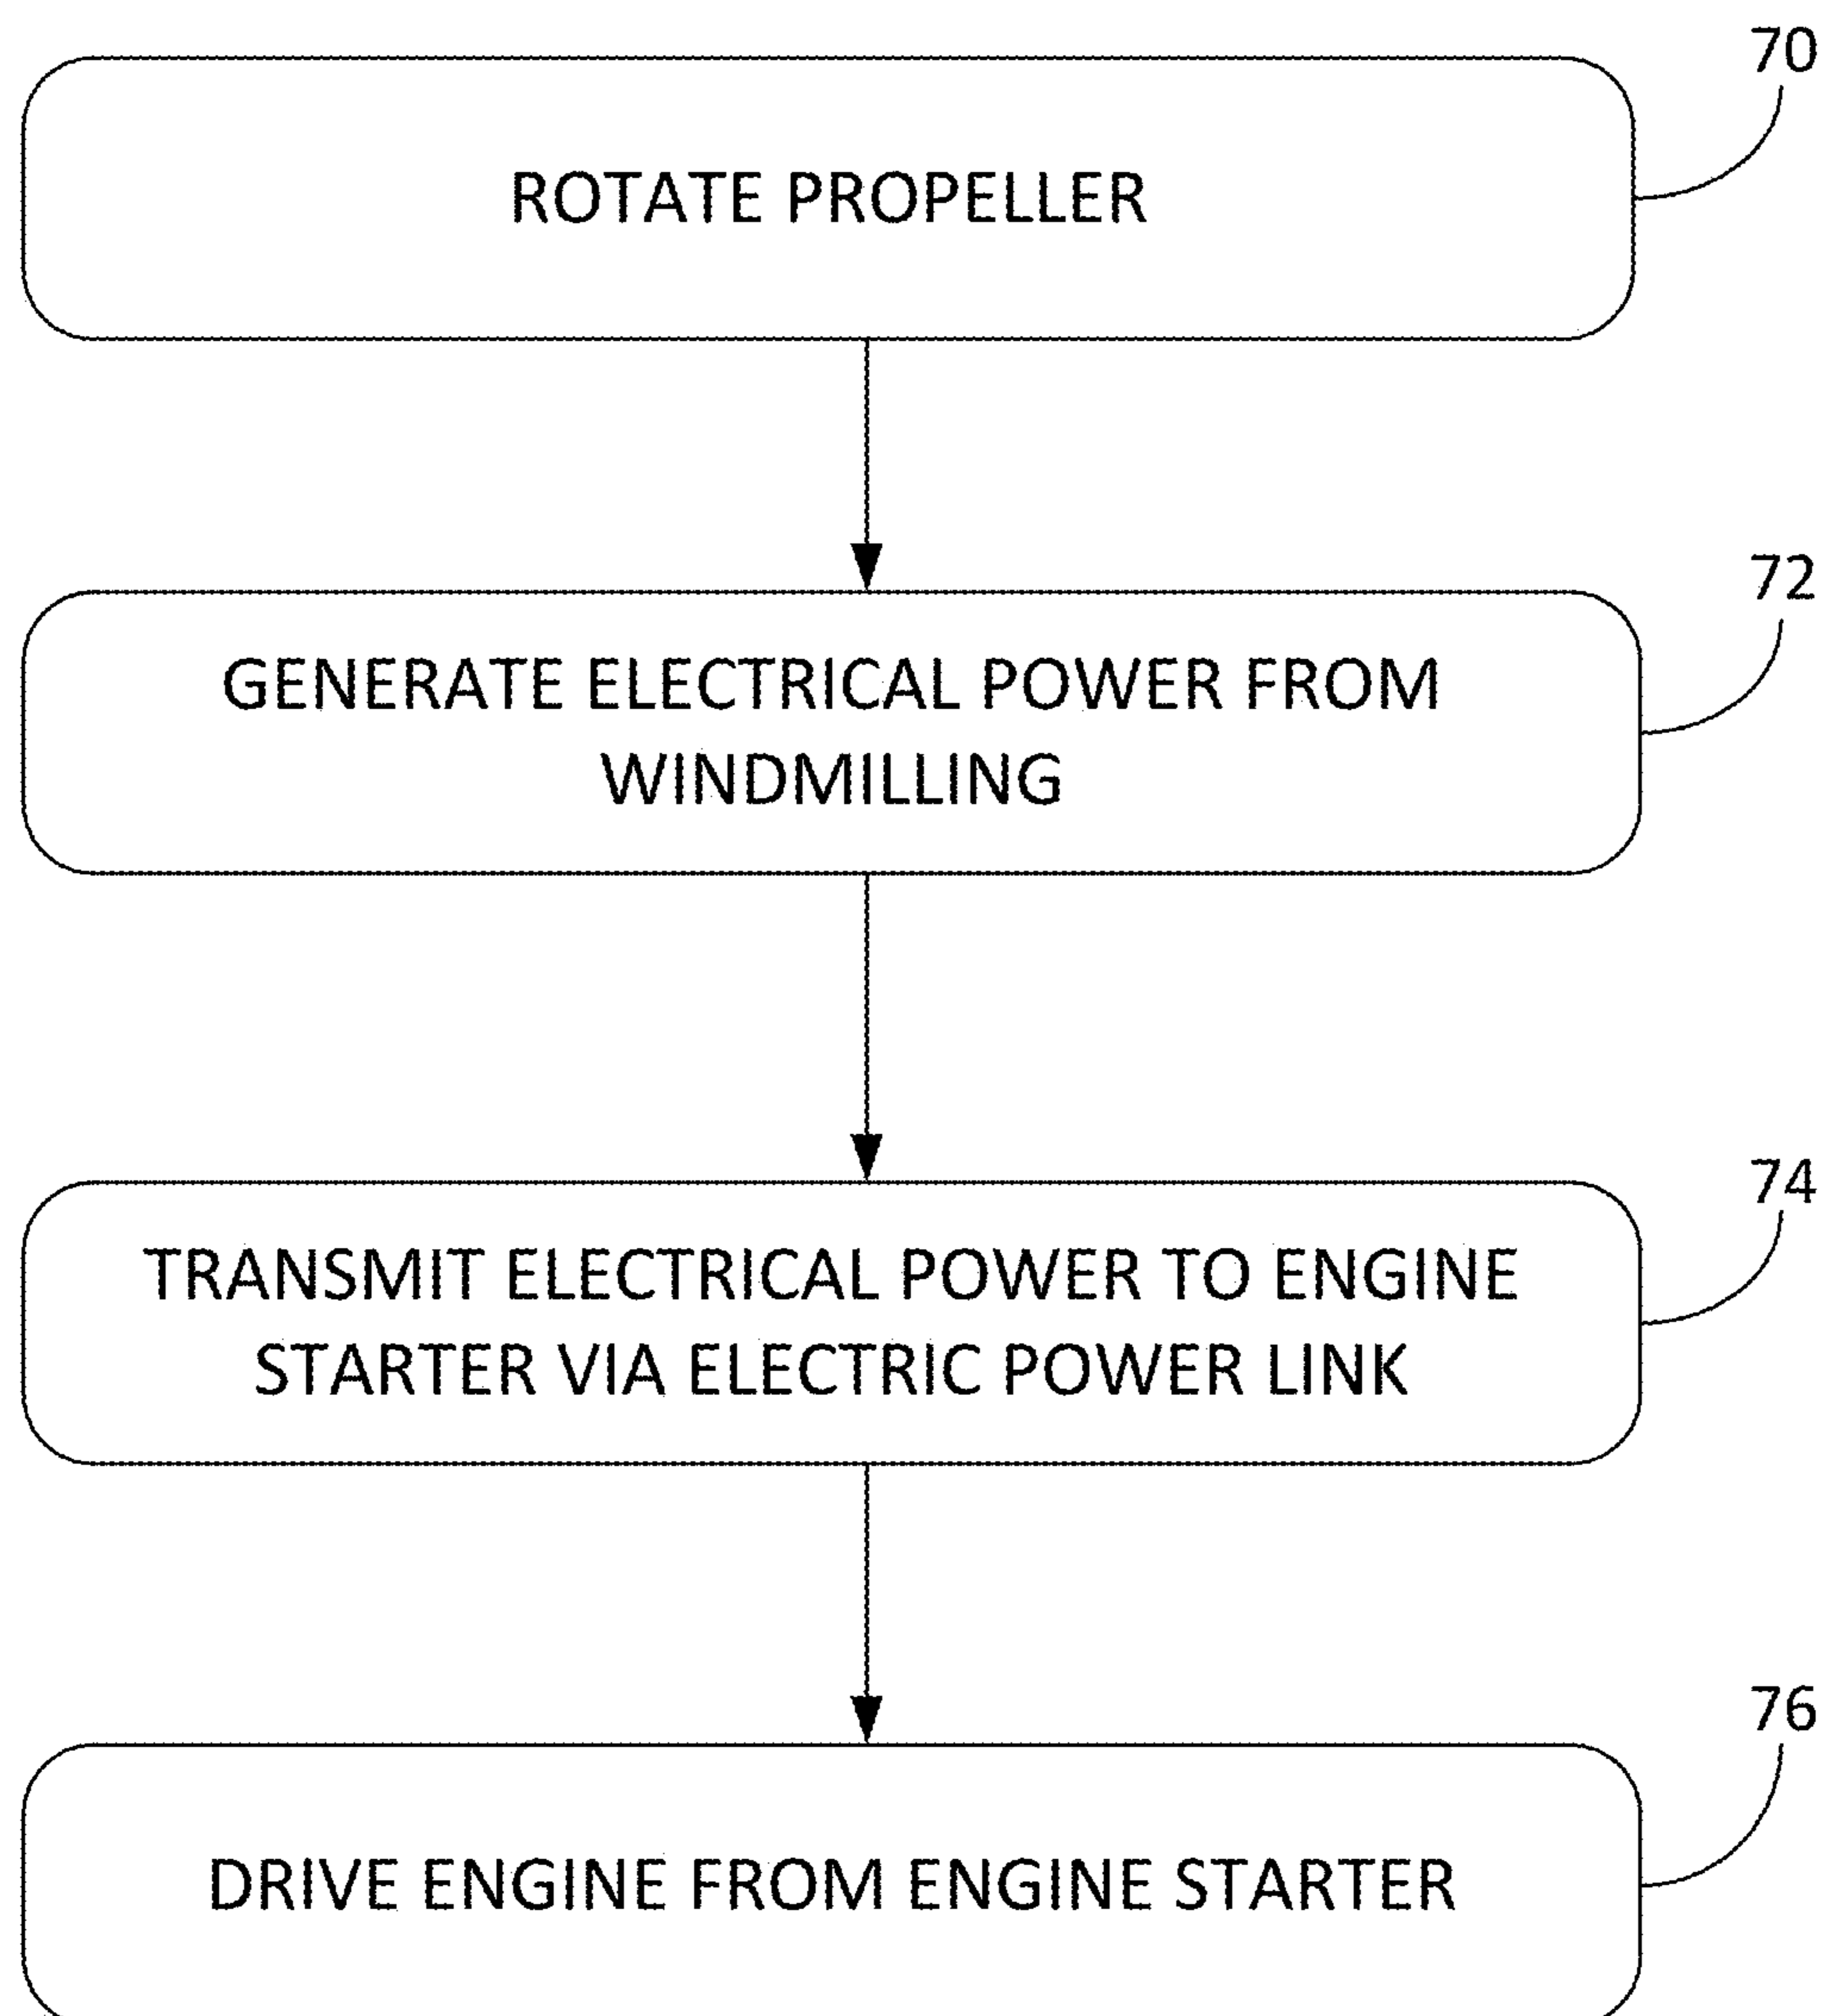 70
ROTATE PROPELLER
72
GENERATE ELECTRICAL POWER FROM
WINDMILLING
74
TRANSMIT ELECTRICAL POWER TO ENGINE
STARTER VIA ELECTRIC POWER LINK
76
DRIVE ENGINE FROM ENGINE STARTER